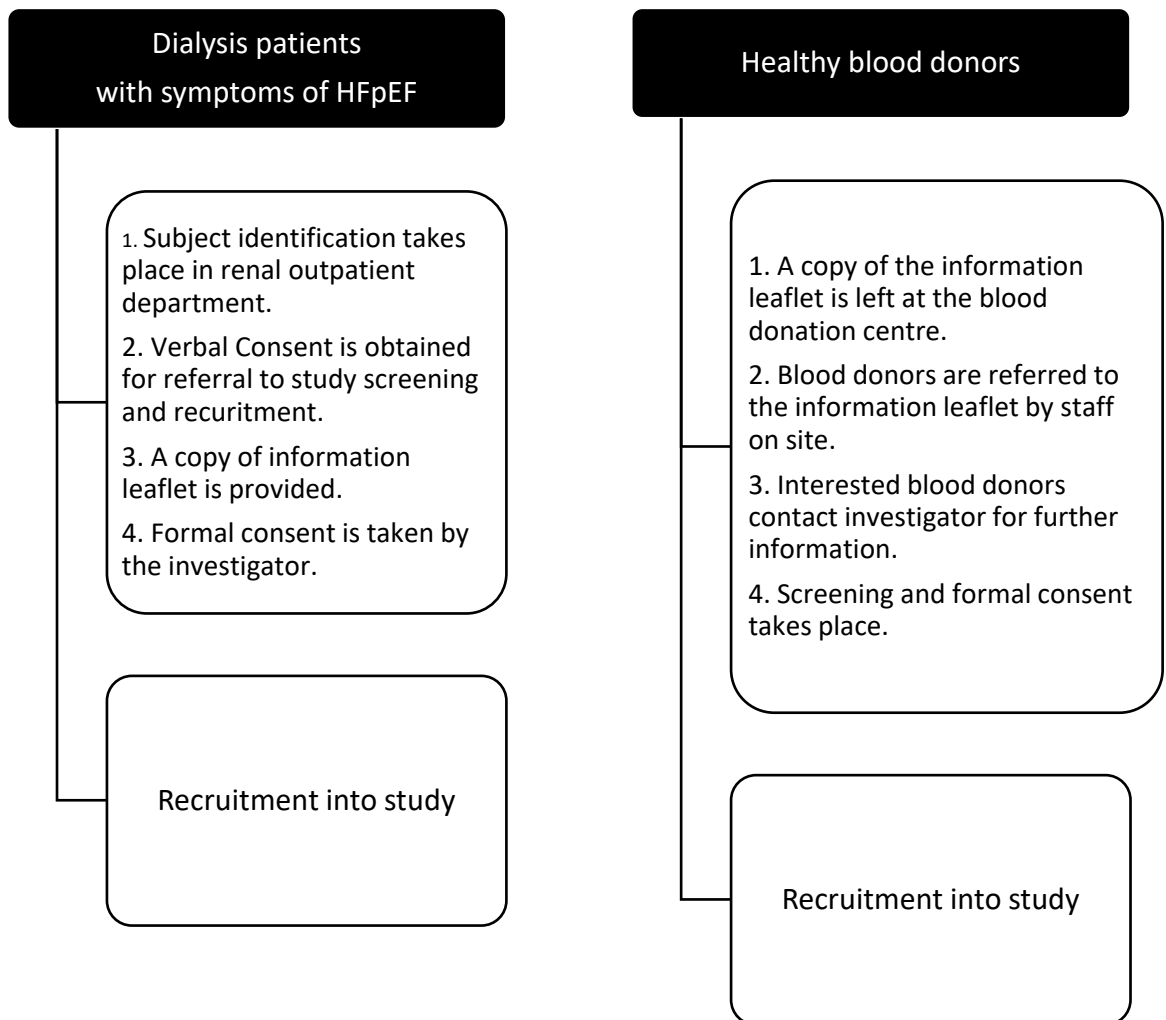 Dialysis patients
with symptoms of HFpEF
1. Subject identification takes
place in renal outpatient
department.
2. Verbal Consent is obtained
for referral to study screening
and recuritment.
3. A copy of information
leaflet is provided.
4. Formal consent is taken by
the investigator.
Recruitment into study
Healthy blood donors
1. A copy of the information
leaflet is left at the blood
donation centre.
2. Blood donors are referred to
the information leaflet by staff
on site.
3. Interested blood donors
contact investigator for further
information.
4. Screening and formal consent
takes place.
Recruitment into study